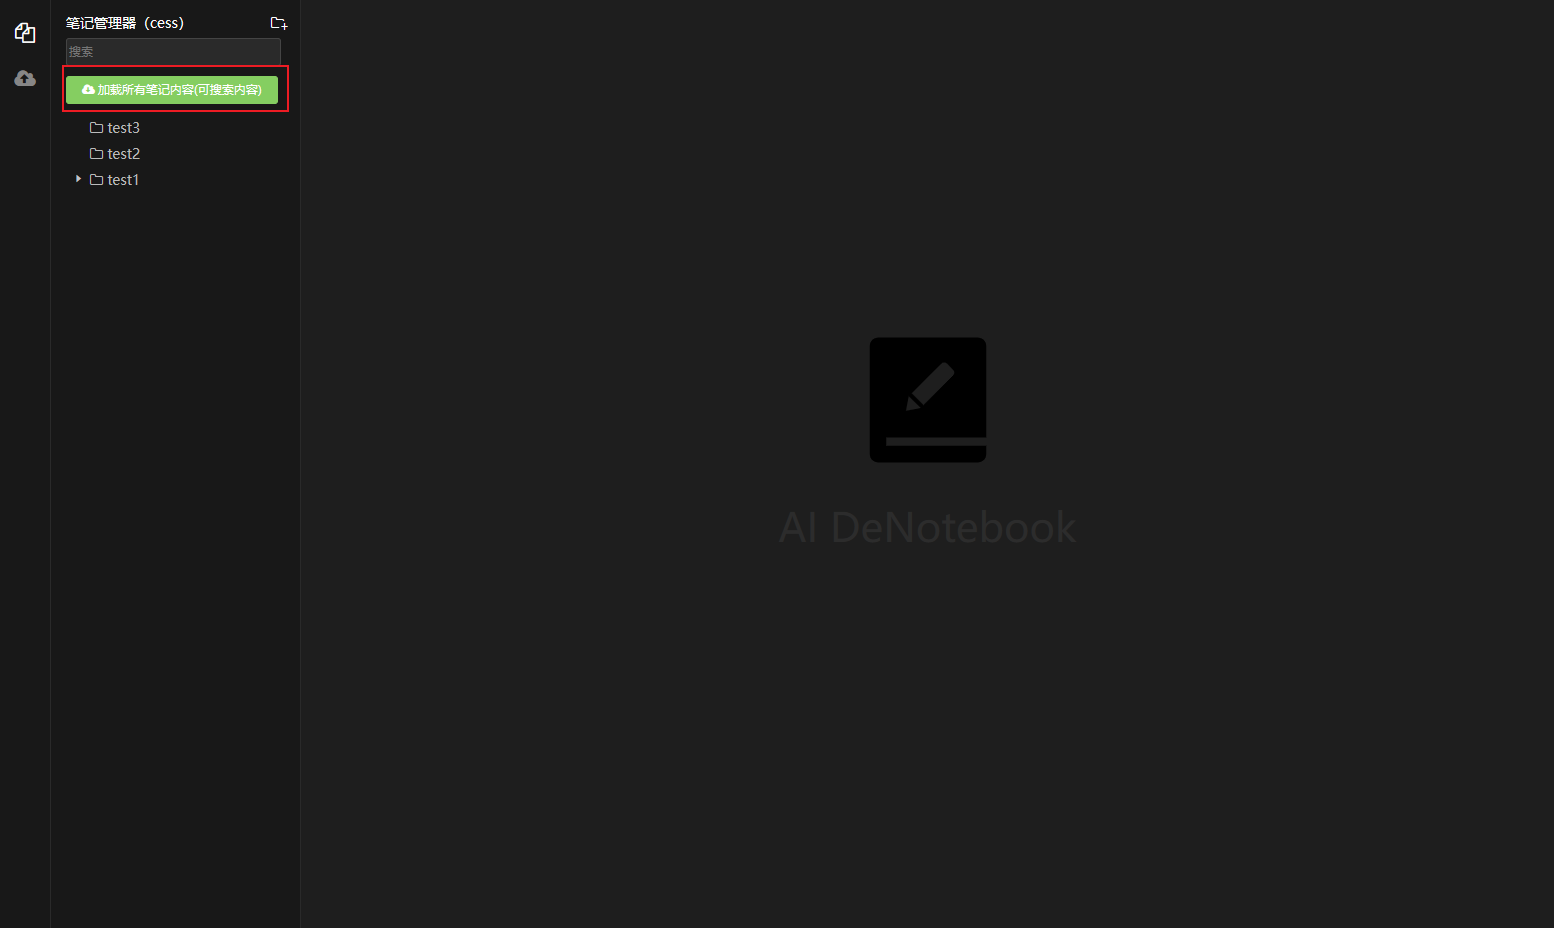 笔记管理器（cess）
搜索
加载所有笔记内容(可搜索内容)
test3
test2
test1
AI DeNotebook